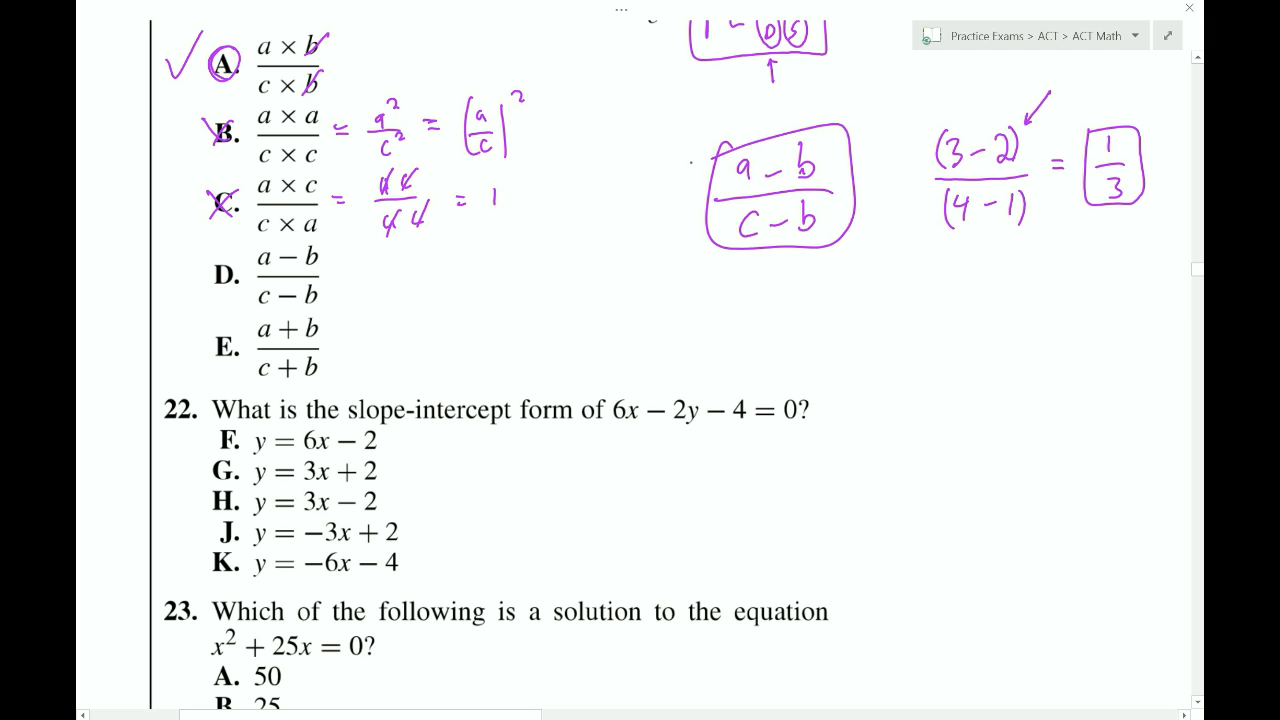 Practice Exams > ACT > ACT Math
A. a × b / c × b
B. a × a / c × c = a² / c² = (a / c)²
C. a × c / c × a = = 1
a − b / c − b
(3 − 2) / (4 − 1) = 1 / 3
D. a − b / c − b
E. a + b / c + b
22. What is the slope-intercept form of 6x − 2y − 4 = 0?
F. y = 6x − 2
G. y = 3x + 2
H. y = 3x − 2
J. y = −3x + 2
K. y = −6x − 4
23. Which of the following is a solution to the equation
x² + 25x = 0?
A. 50
B. 25